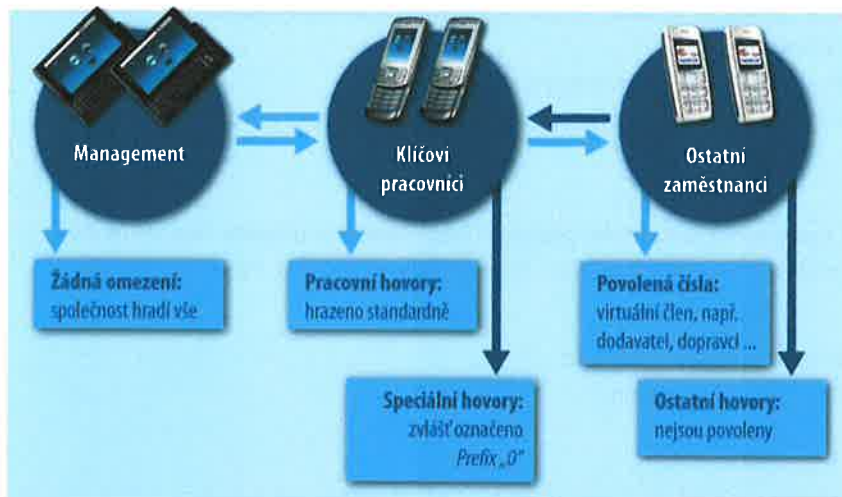 Management
Klíčoví
pracovníci
Ostatní
zaměstnanci
Žádná omezení:
společnost hradí vše
Pracovní hovory:
hrazeno standardně
Povolená čísla:
virtuální člen, např.
dodavatel, dopravci ...
Speciální hovory:
zvlášť označeno
Prefix „0“
Ostatní hovory:
nejsou povoleny